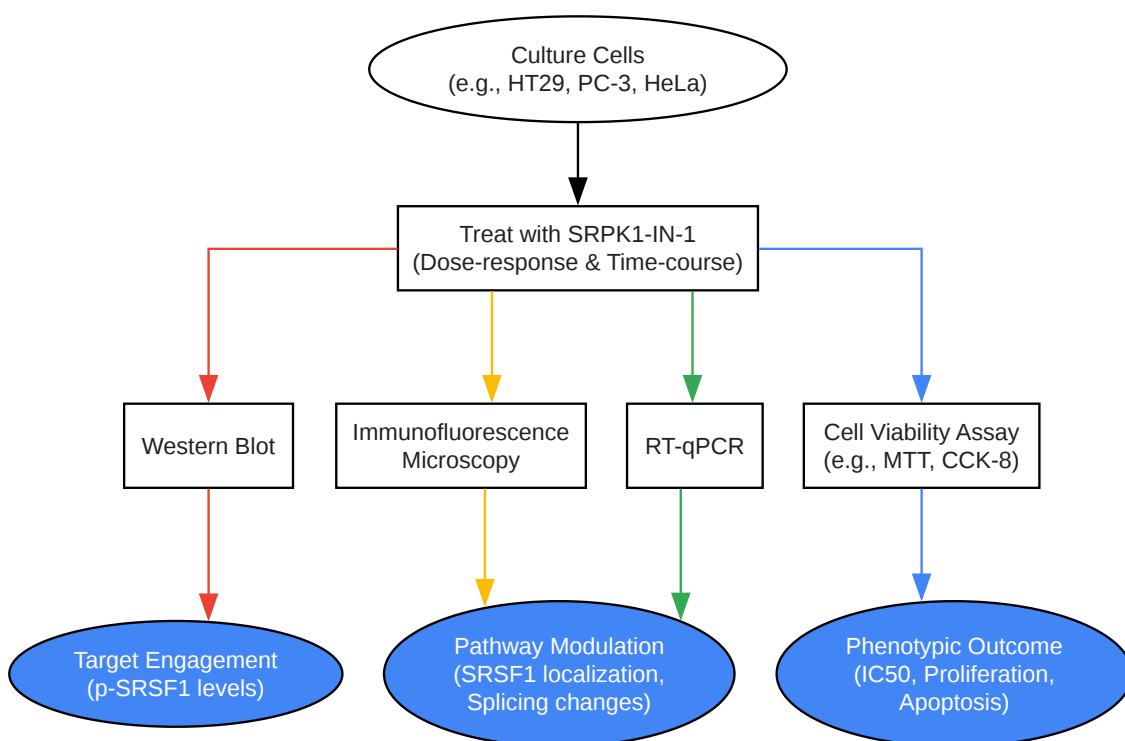 Culture Cells
(e.g., HT29, PC-3, HeLa)
Treat with SRPK1-IN-1
(Dose-response & Time-course)
Western Blot
Immunofluorescence
Microscopy
RT-qPCR
Cell Viability Assay
(e.g., MTT, CCK-8)
Target Engagement
(p-SRSF1 levels)
Pathway Modulation
(SRSF1 localization,
Splicing changes)
Phenotypic Outcome
(IC50, Proliferation,
Apoptosis)